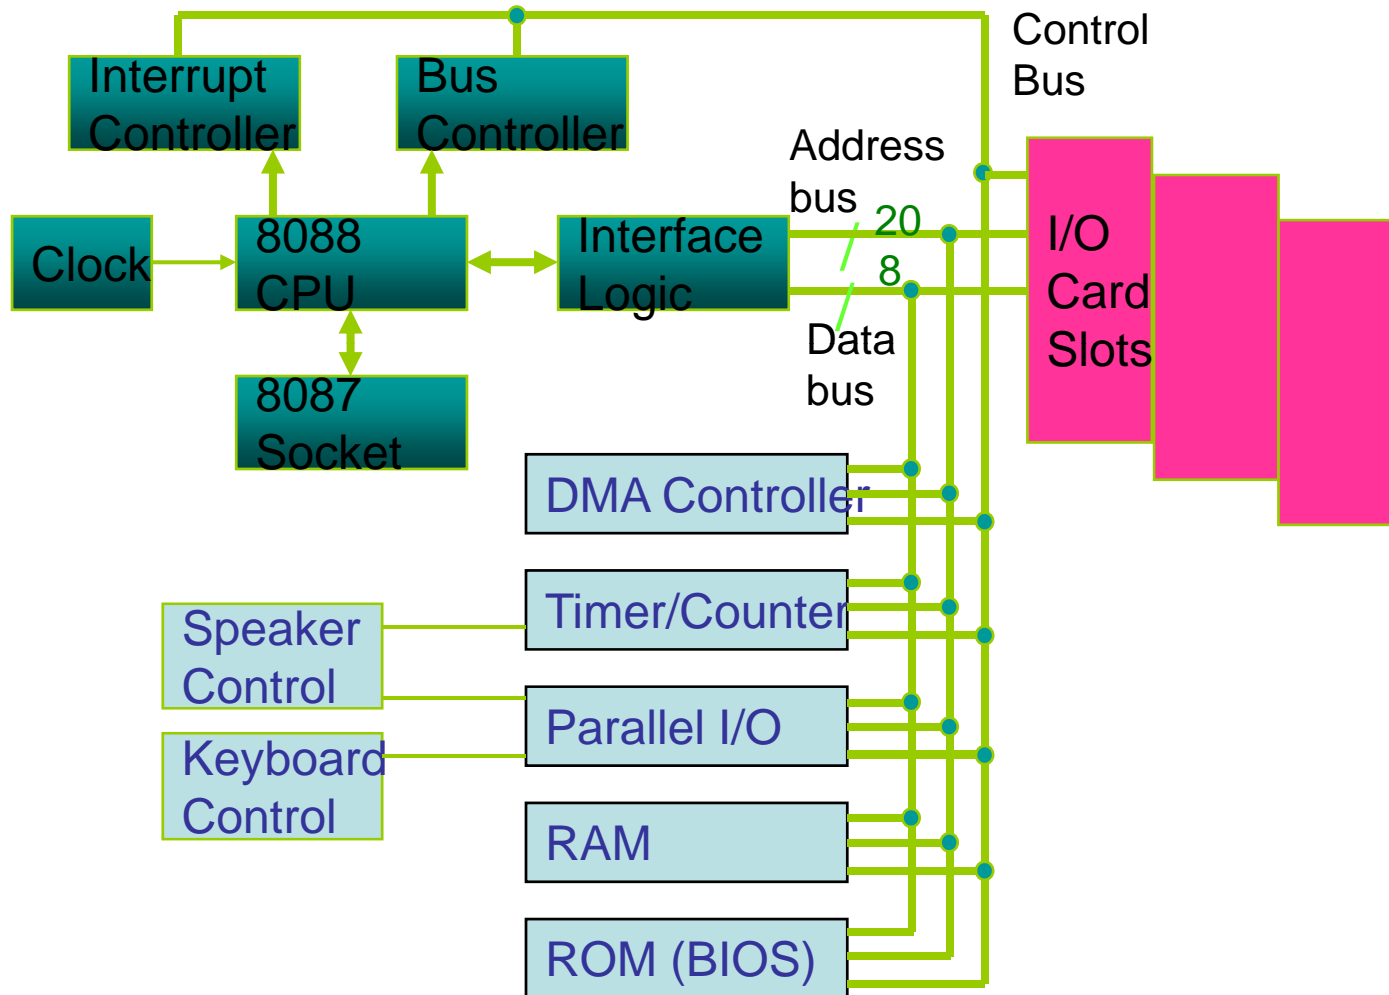 Control
Bus
Interrupt
Controller
Bus
Controller
Address
bus
20
8
Data
bus
Clock
8088
CPU
Interface
Logic
I/O
Card
Slots
8087
Socket
DMA Controller
Timer/Counter
Speaker
Control
Parallel I/O
Keyboard
Control
RAM
ROM (BIOS)